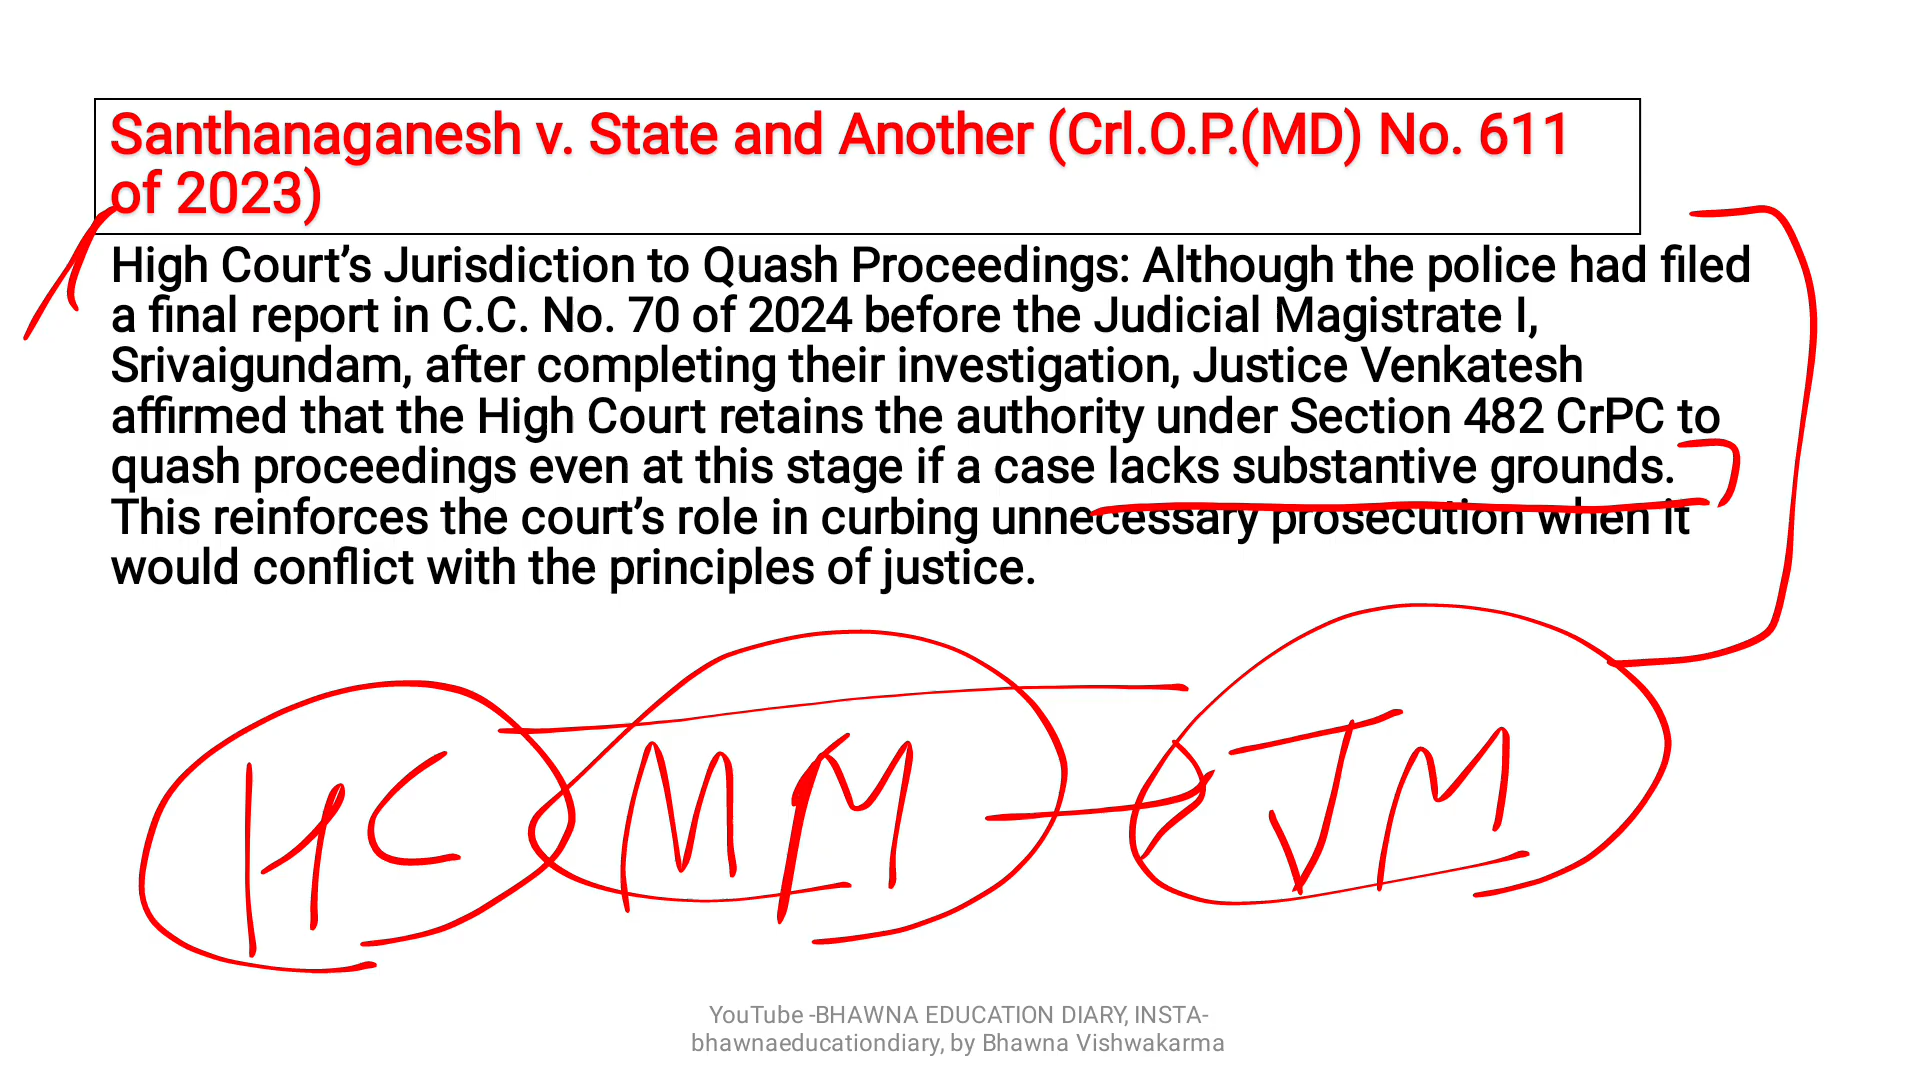 Santhanaganesh v. State and Another (Crl.O.P.(MD) No. 611
of 2023)
High Court’s Jurisdiction to Quash Proceedings: Although the police had filed
a final report in C.C. No. 70 of 2024 before the Judicial Magistrate I,
Srivaigundam, after completing their investigation, Justice Venkatesh
affirmed that the High Court retains the authority under Section 482 CrPC to
quash proceedings even at this stage if a case lacks substantive grounds.
This reinforces the court’s role in curbing unnecessary prosecution when it
would conflict with the principles of justice.
HC MM JM
YouTube -BHAWNA EDUCATION DIARY, INSTA-
bhawnaeducationdiary, by Bhawna Vishwakarma